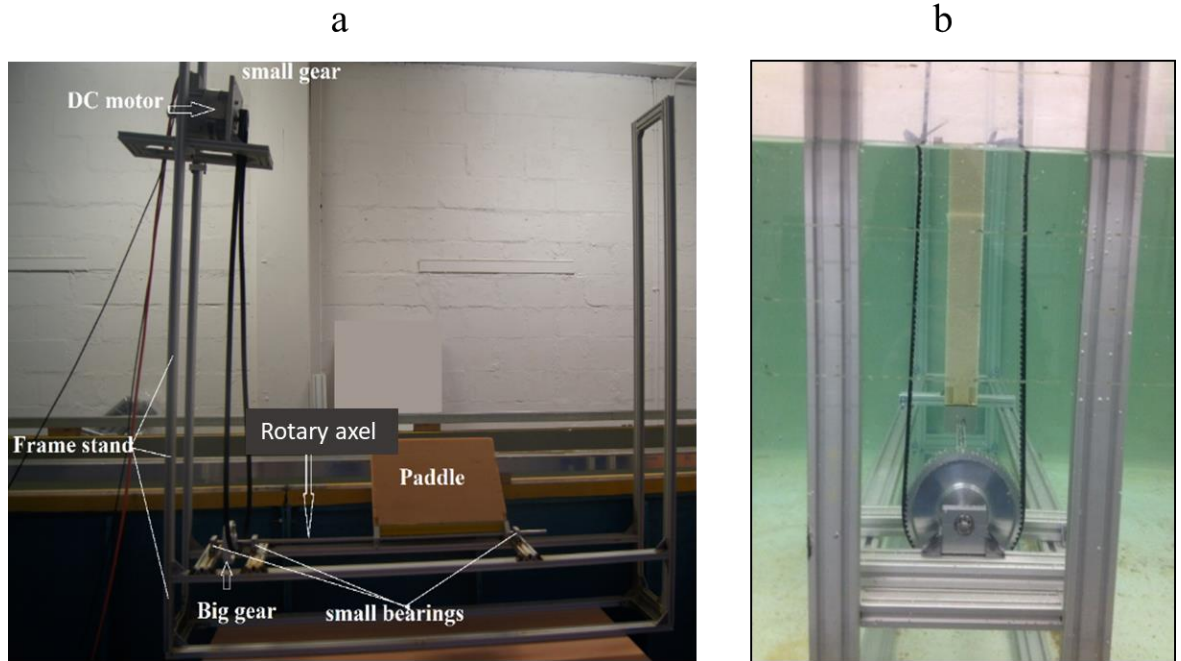 a
b
small gear
DC motor
Rotary axel
Frame stand
Paddle
Big gear
small bearings